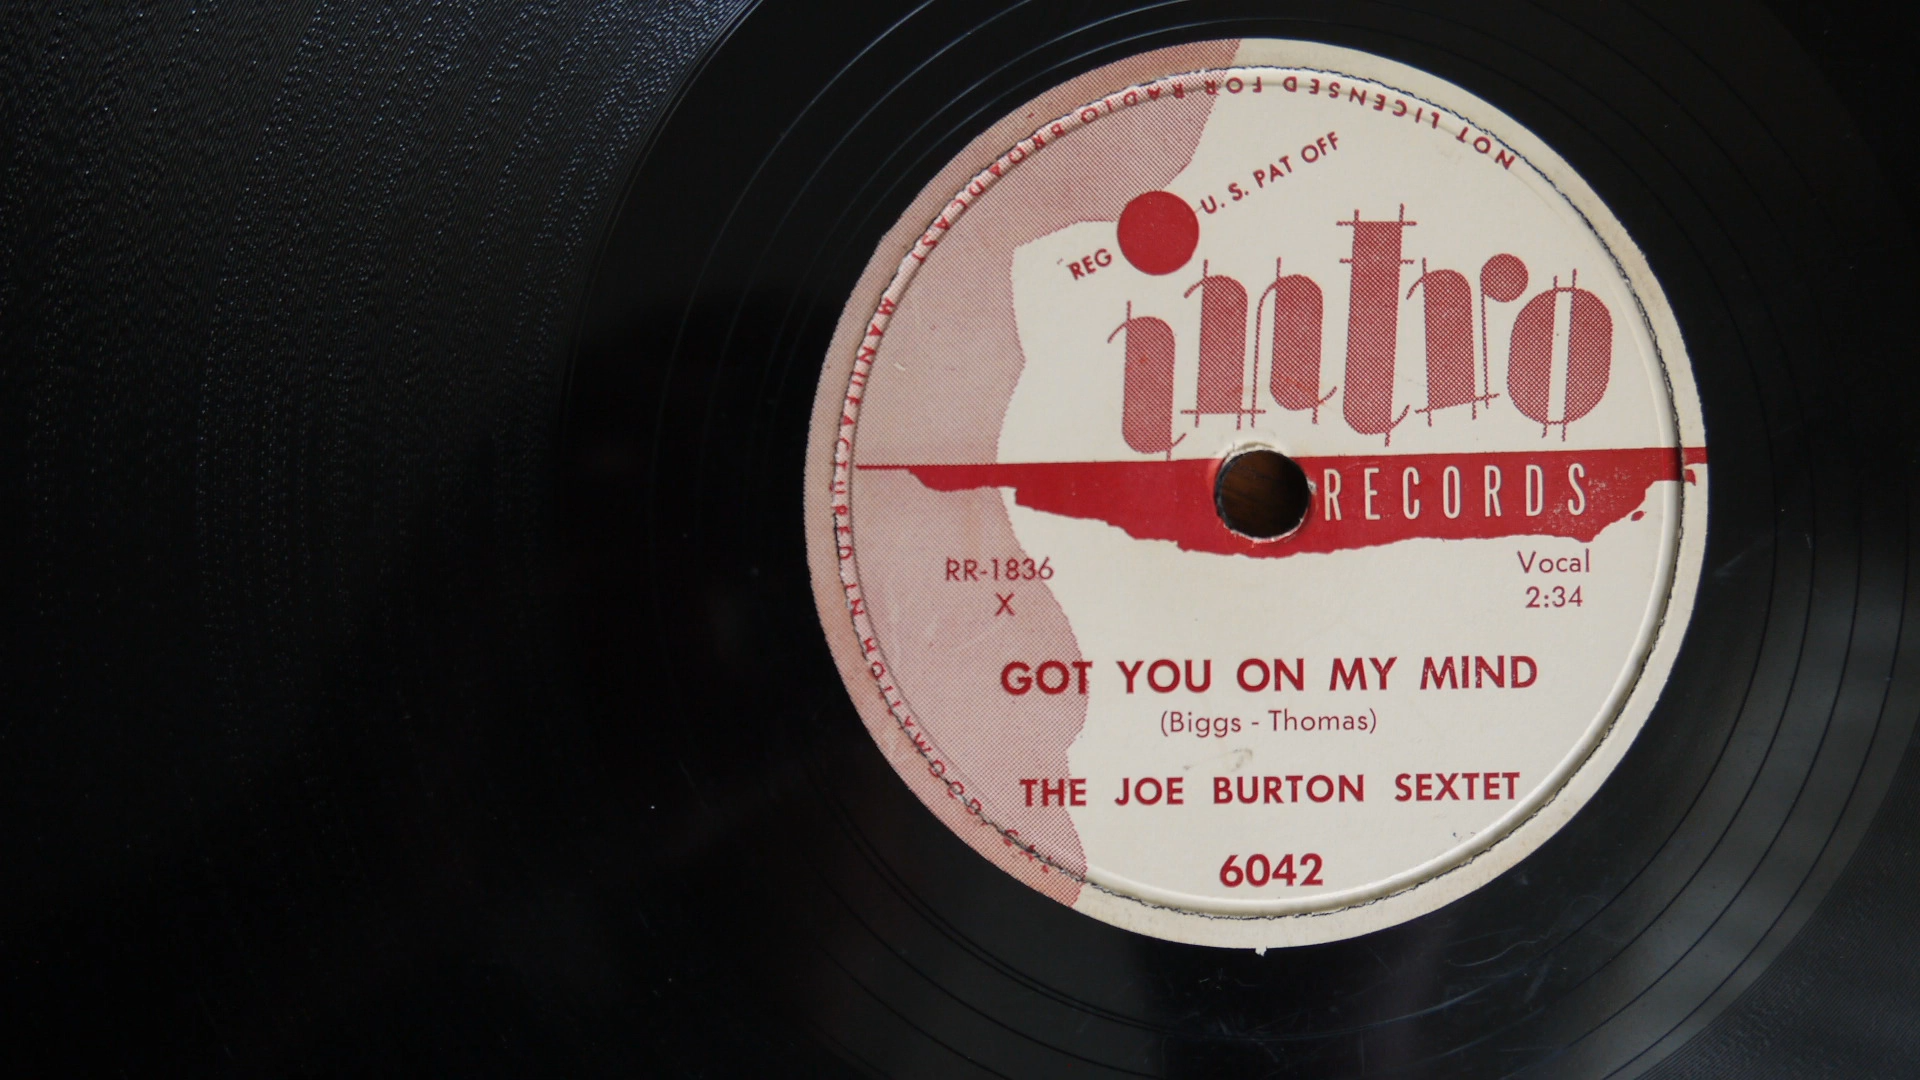 NOT LICENSED FOR RADIO BROADCAST MANUFACTURED IN HOLLYWOOD, CAL.
REG U. S. PAT OFF
intro
RECORDS
RR-1836
X
Vocal
2:34
GOT YOU ON MY MIND
(Biggs - Thomas)
THE JOE BURTON SEXTET
6042